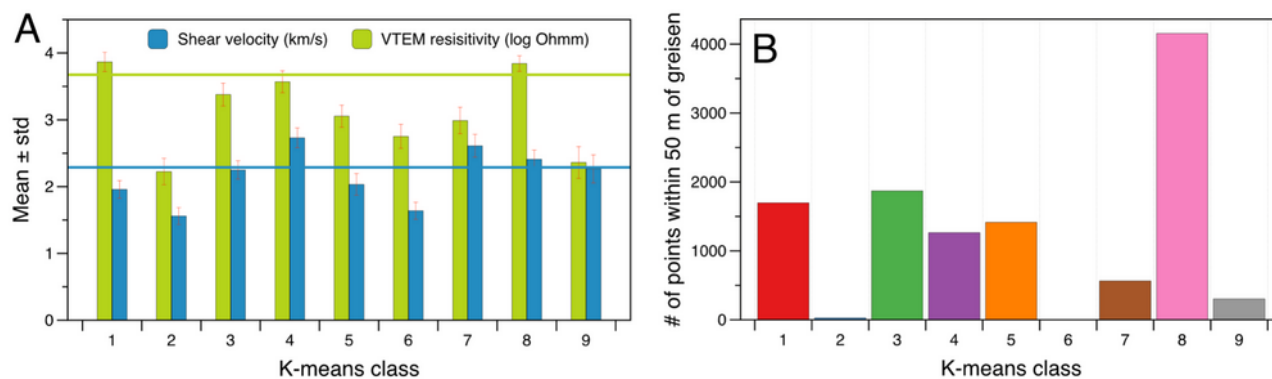 A
Shear velocity (km/s)
VTEM resisitivity (log Ohmm)
Mean ± std
4
3
2
1
0
1 2 3 4 5 6 7 8 9
K-means class
B
# of points within 50 m of greisen
4000
3000
2000
1000
0
1 2 3 4 5 6 7 8 9
K-means class